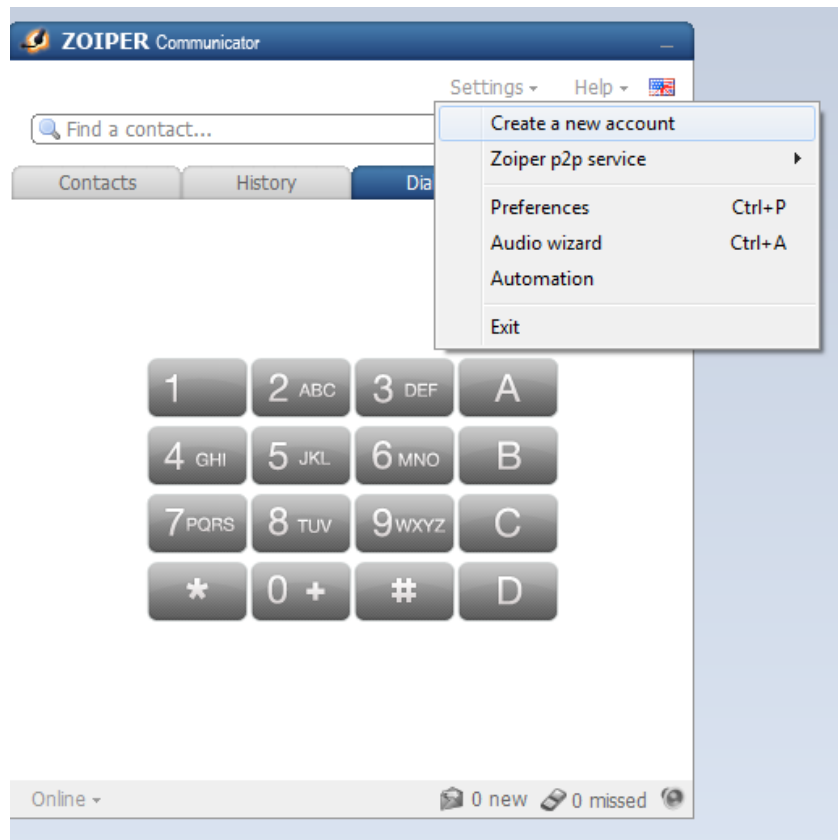 ZOIPER Communicator
Settings Help
Find a contact...
Create a new account
Zoiper p2p service
Contacts History Dia
Preferences Ctrl+P
Audio wizard Ctrl+A
Automation
Exit
1 2 ABC 3 DEF A
4 GHI 5 JKL 6 MNO B
7 PQRS 8 TUV 9 WXYZ C
* 0 + # D
Online 0 new 0 missed